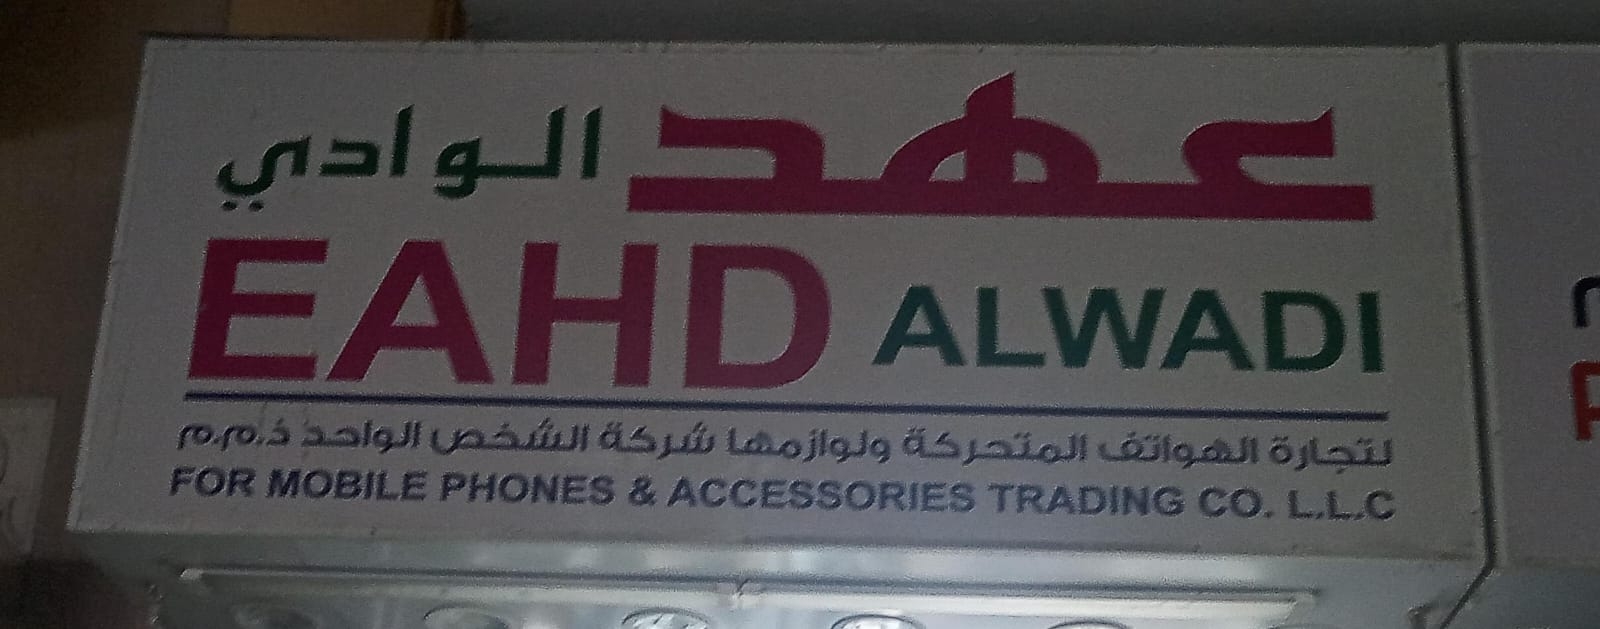 عهد الوادي
EAHD ALWADI
لتجارة الهواتف المتحركة ولوازمها شركة الشخص الواحد ذ.م.م
FOR MOBILE PHONES & ACCESSORIES TRADING CO. L.L.C